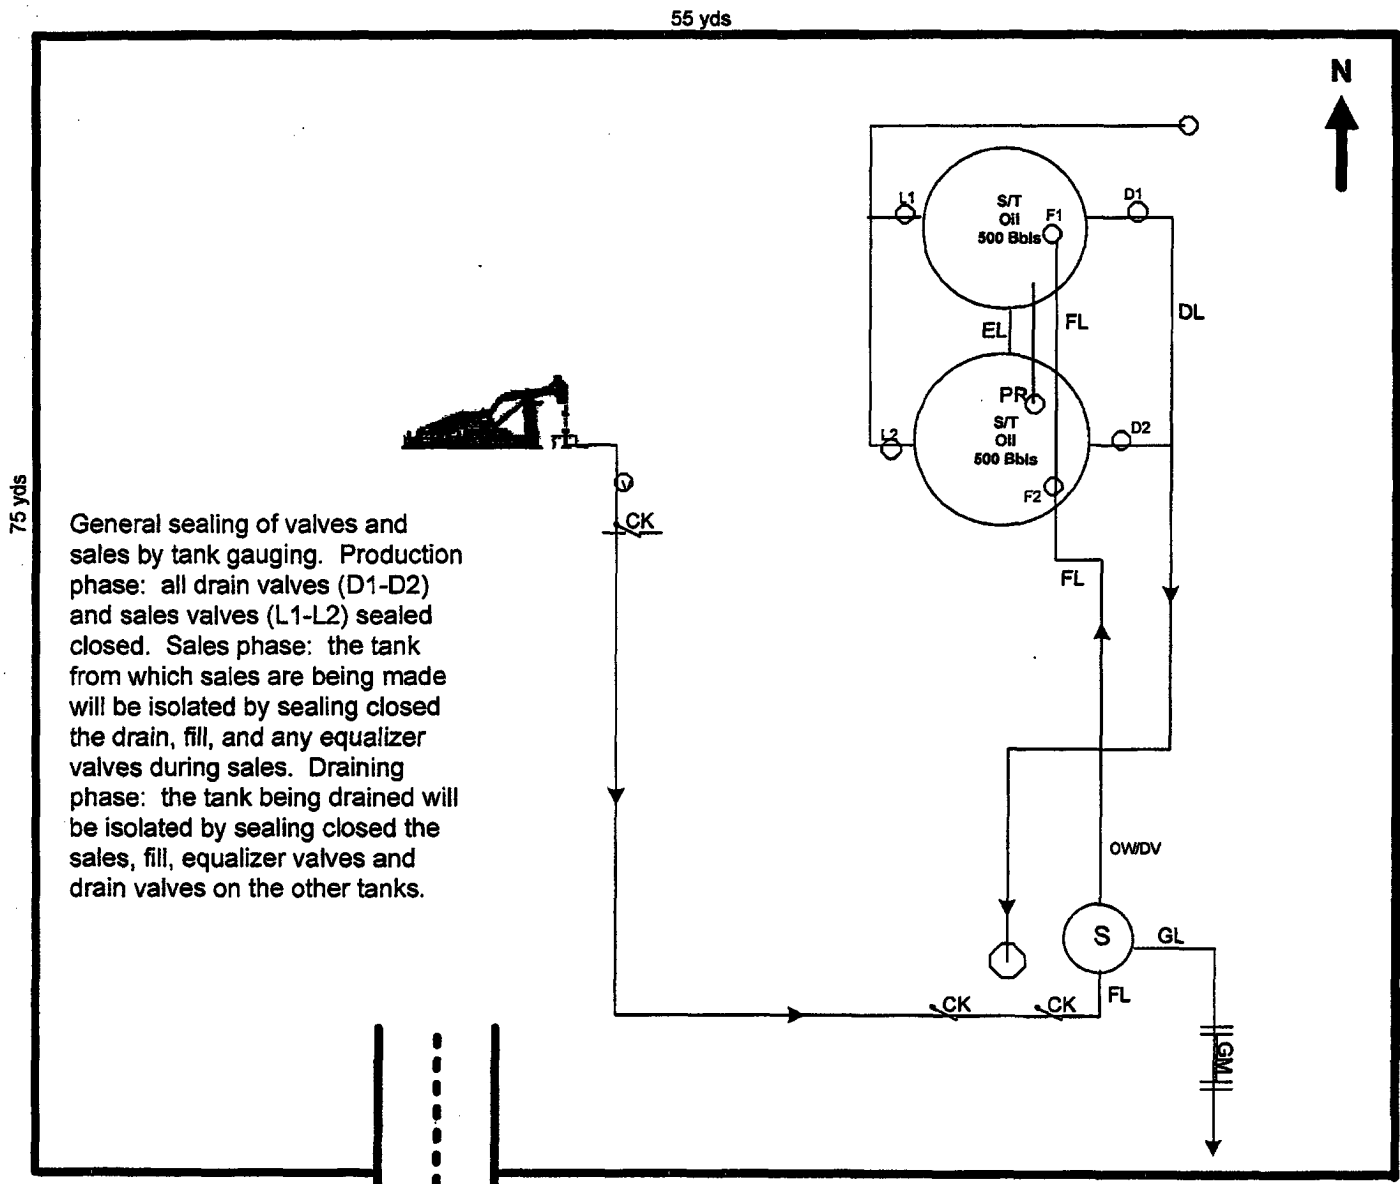 55 yds
N
L1
S/T
Oil
500 Bbls
F1
D1
EL
FL
DL
PR
L2
S/T
Oil
500 Bbls
D2
F2
75 yds
CK
General sealing of valves and
sales by tank gauging. Production
phase: all drain valves (D1-D2)
and sales valves (L1-L2) sealed
closed. Sales phase: the tank
from which sales are being made
will be isolated by sealing closed
the drain, fill, and any equalizer
valves during sales. Draining
phase: the tank being drained will
be isolated by sealing closed the
sales, fill, equalizer valves and
drain valves on the other tanks.
FL
OW/DV
S
GL
FL
CK
CK
GM